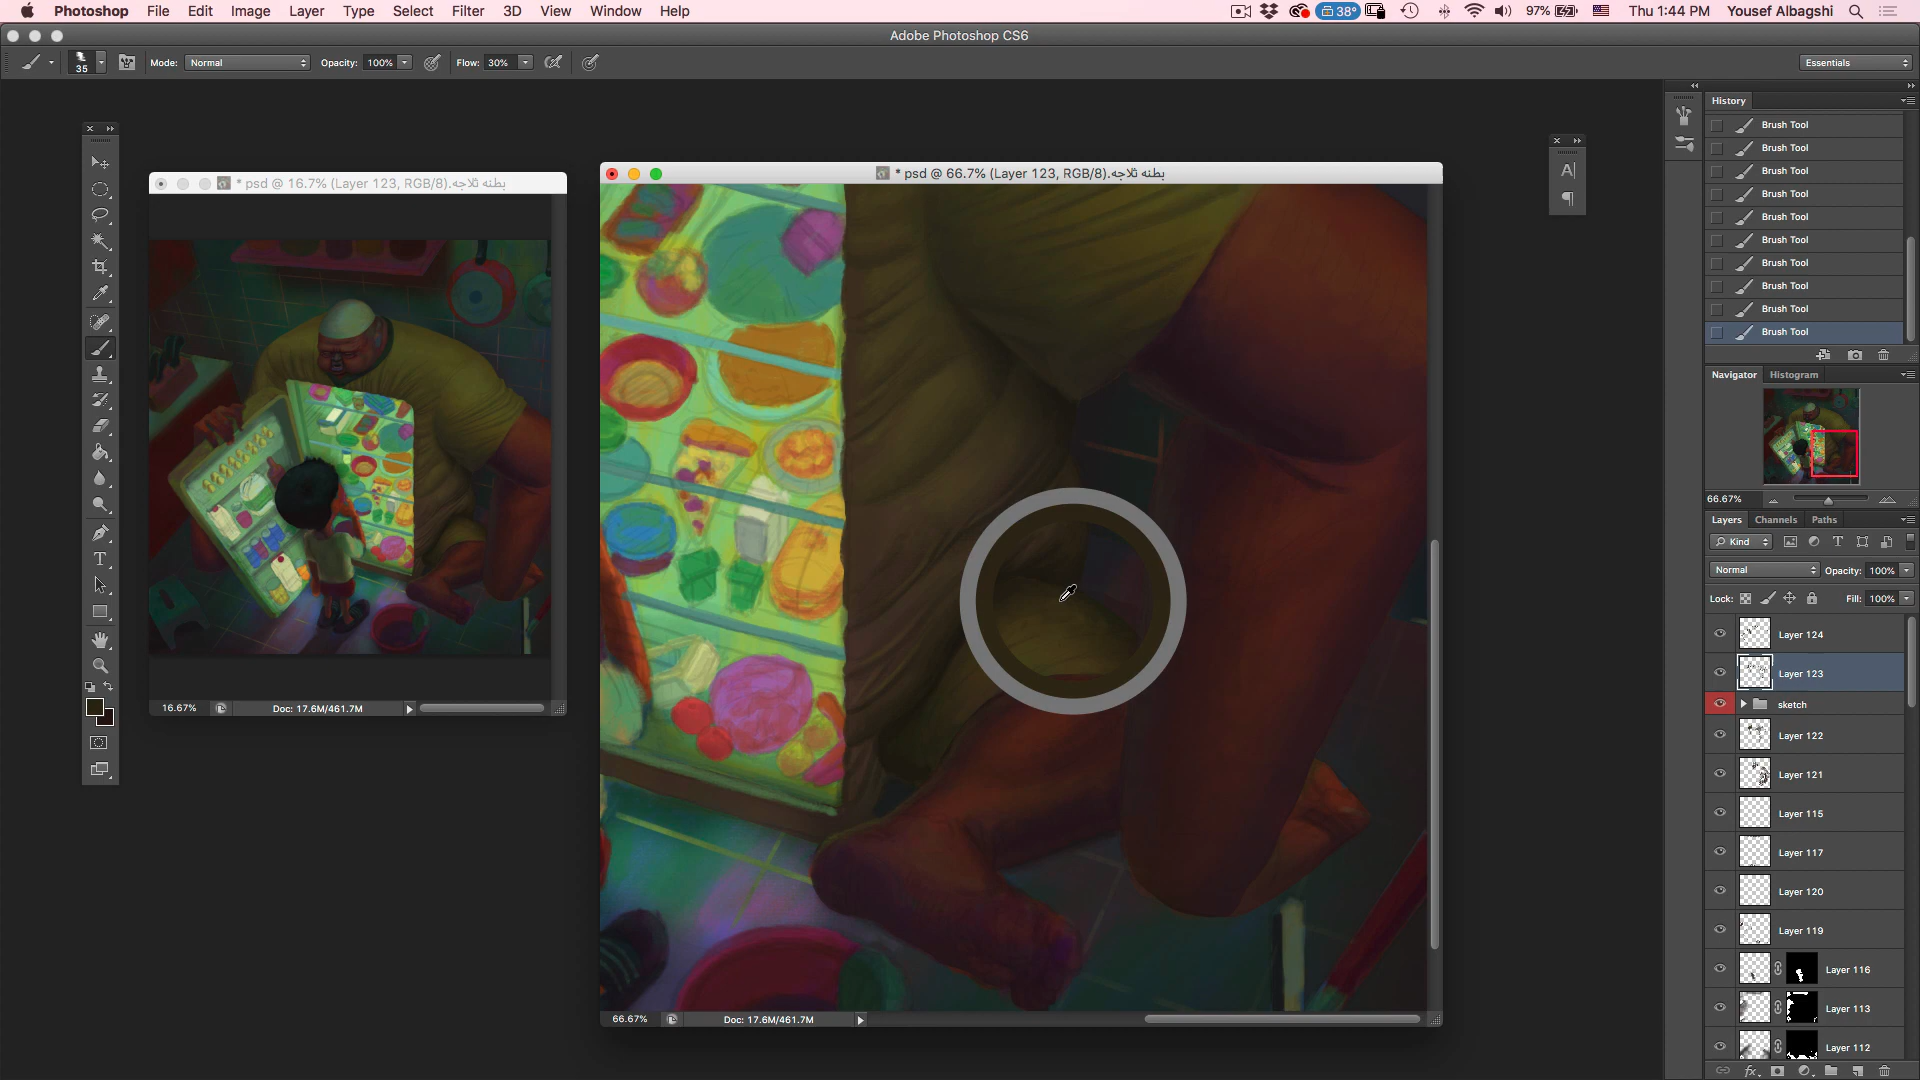 Photoshop File Edit Image Layer Type Select Filter 3D View Window Help 38° 97% Thu 1:44 PM Yousef Albagshi
Adobe Photoshop CS6
35 Mode: Normal Opacity: 100% Flow: 30% Essentials
History
Brush Tool
Brush Tool
Brush Tool
Brush Tool
Brush Tool
Brush Tool
Brush Tool
Brush Tool
Brush Tool
Brush Tool
* psd @ 16.7% (Layer 123, RGB/8).بطنه ثلاجه
* psd @ 66.7% (Layer 123, RGB/8).بطنه ثلاجه
A
Navigator Histogram
66.67%
Layers Channels Paths
Kind
Normal Opacity: 100%
Lock: Fill: 100%
Layer 124
Layer 123
sketch
Layer 122
Layer 121
Layer 115
Layer 117
Layer 120
Layer 119
Layer 116
Layer 113
Layer 112
T
16.67% Doc: 17.6M/461.7M
66.67% Doc: 17.6M/461.7M
fx